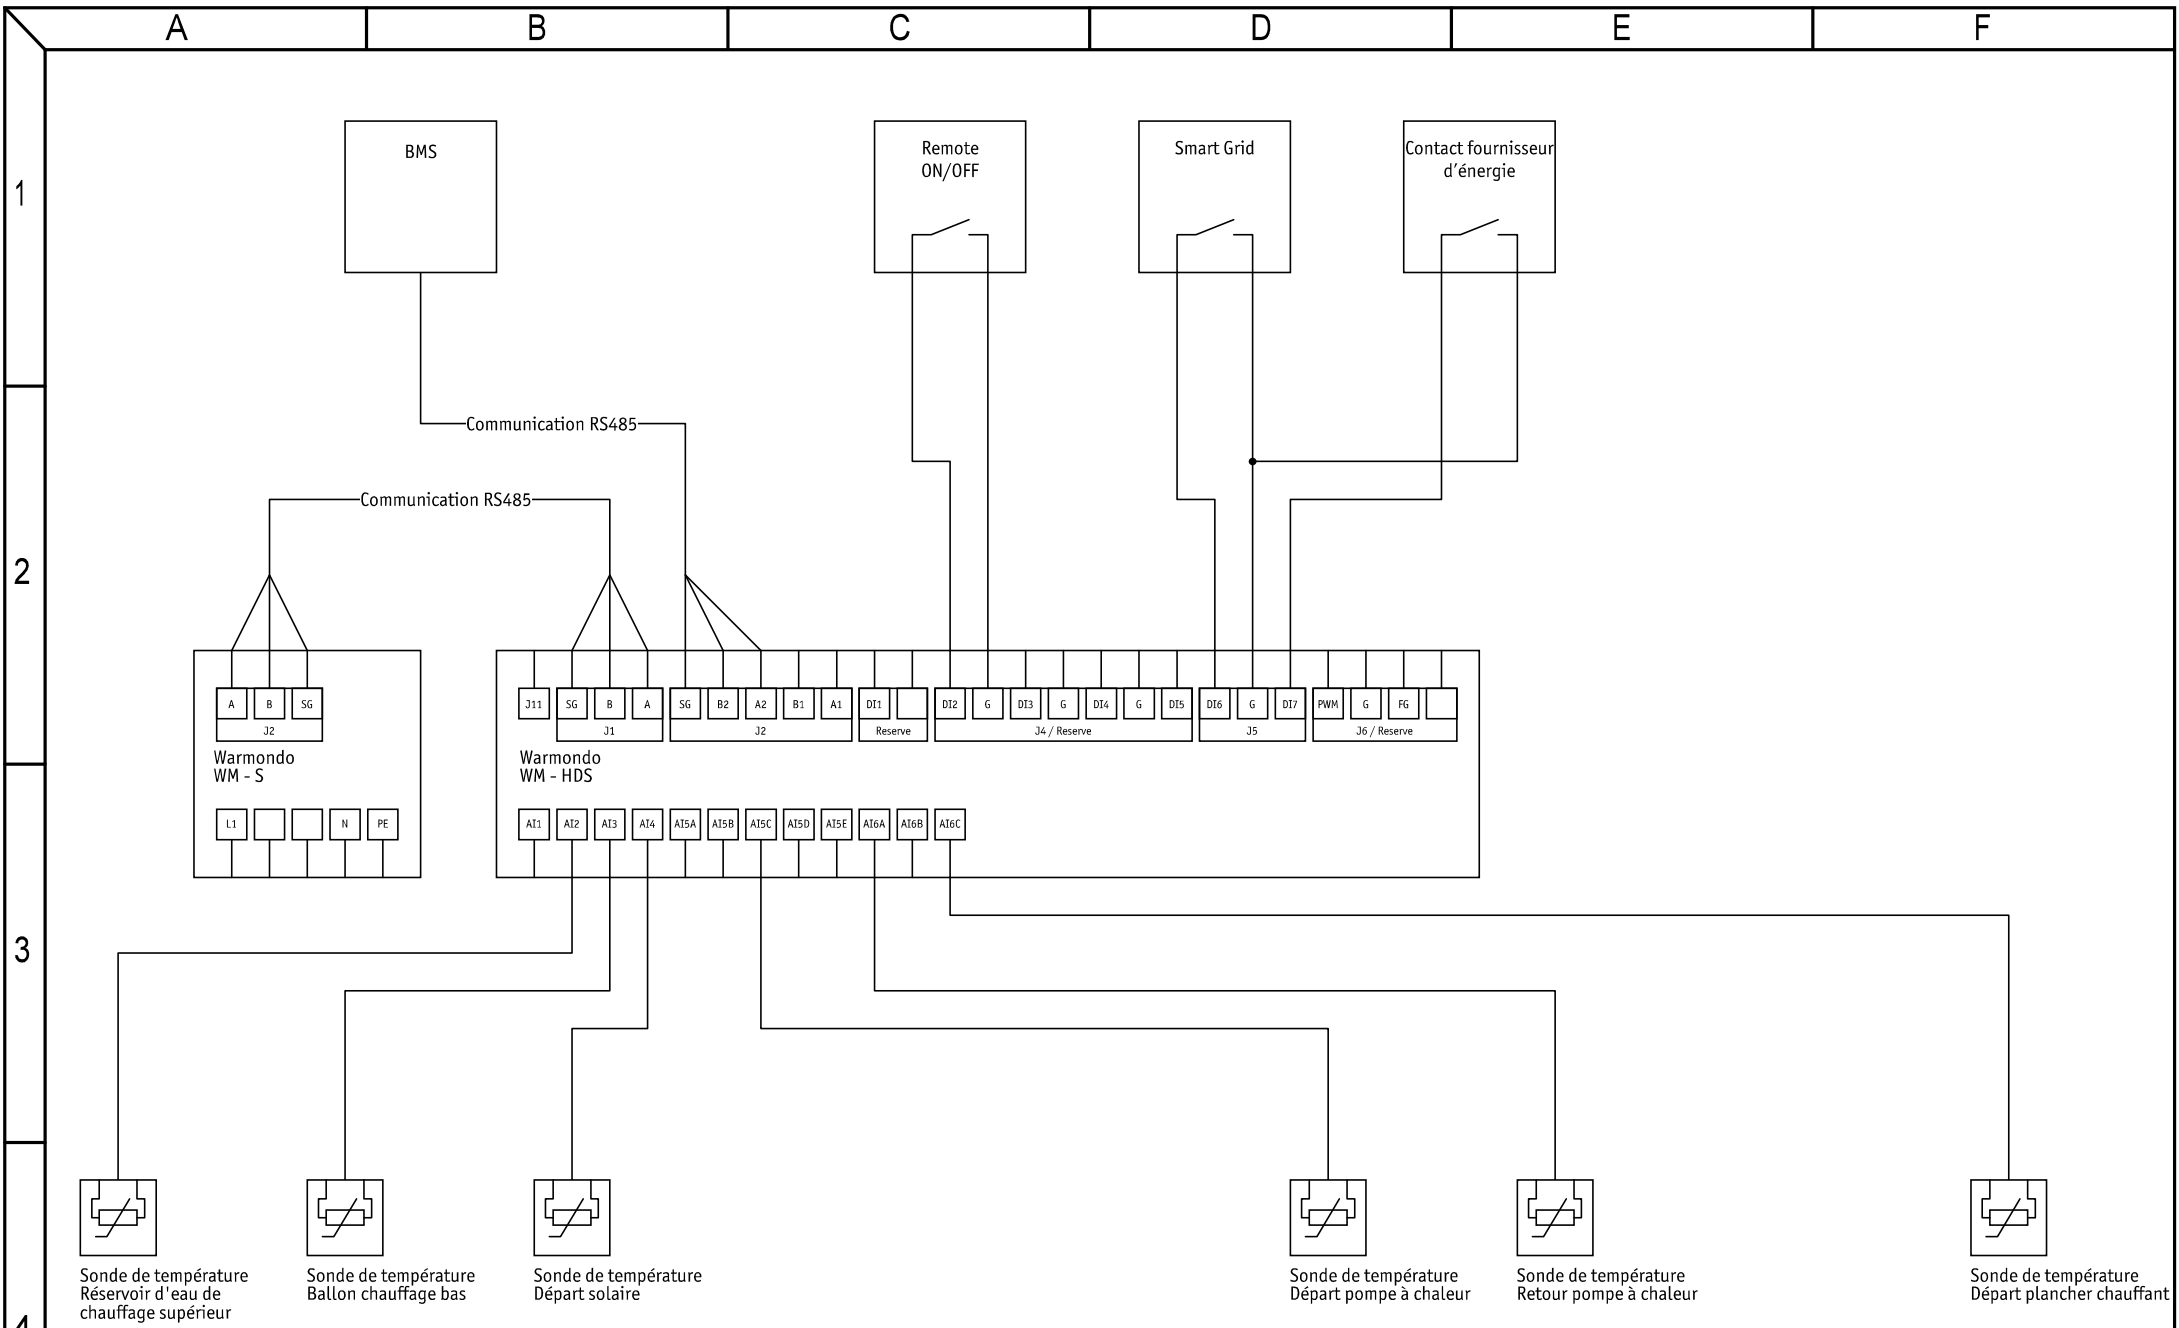 A B C D E F
1
BMS
Remote
ON/OFF
Smart Grid
Contact fournisseur
d'énergie
Communication RS485
Communication RS485
2
A B SG
J2
Warmondo
WM - S
L1 N PE
J11 SG B A SG B2 A2 B1 A1 DI1 DI2 G DI3 G DI4 G DI5 DI6 G DI7 PWM G FG
J1 J2 Reserve J4 / Reserve J5 J6 / Reserve
Warmondo
WM - HDS
AI1 AI2 AI3 AI4 AI5A AI5B AI5C AI5D AI5E AI6A AI6B AI6C
3
Sonde de température
Réservoir d'eau de
chauffage supérieur
Sonde de température
Ballon chauffage bas
Sonde de température
Départ solaire
Sonde de température
Départ pompe à chaleur
Sonde de température
Retour pompe à chaleur
Sonde de température
Départ plancher chauffant
4